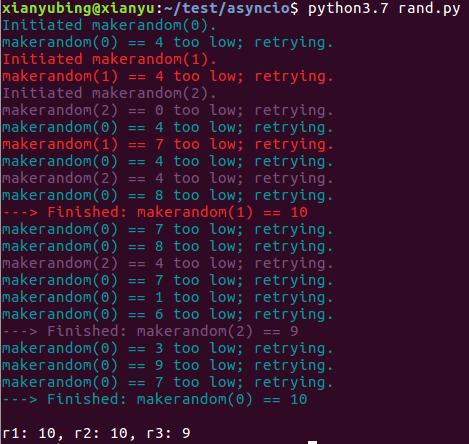 xianyubing@xianyu:~/test/asyncio$ python3.7 rand.py
Initiated makerandom(0).
makerandom(0) == 4 too low; retrying.
Initiated makerandom(1).
makerandom(1) == 4 too low; retrying.
Initiated makerandom(2).
makerandom(2) == 0 too low; retrying.
makerandom(0) == 4 too low; retrying.
makerandom(1) == 7 too low; retrying.
makerandom(0) == 4 too low; retrying.
makerandom(2) == 4 too low; retrying.
makerandom(0) == 8 too low; retrying.
---> Finished: makerandom(1) == 10
makerandom(0) == 7 too low; retrying.
makerandom(0) == 8 too low; retrying.
makerandom(2) == 4 too low; retrying.
makerandom(0) == 7 too low; retrying.
makerandom(0) == 1 too low; retrying.
makerandom(0) == 6 too low; retrying.
---> Finished: makerandom(2) == 9
makerandom(0) == 3 too low; retrying.
makerandom(0) == 9 too low; retrying.
makerandom(0) == 7 too low; retrying.
---> Finished: makerandom(0) == 10
r1: 10, r2: 10, r3: 9